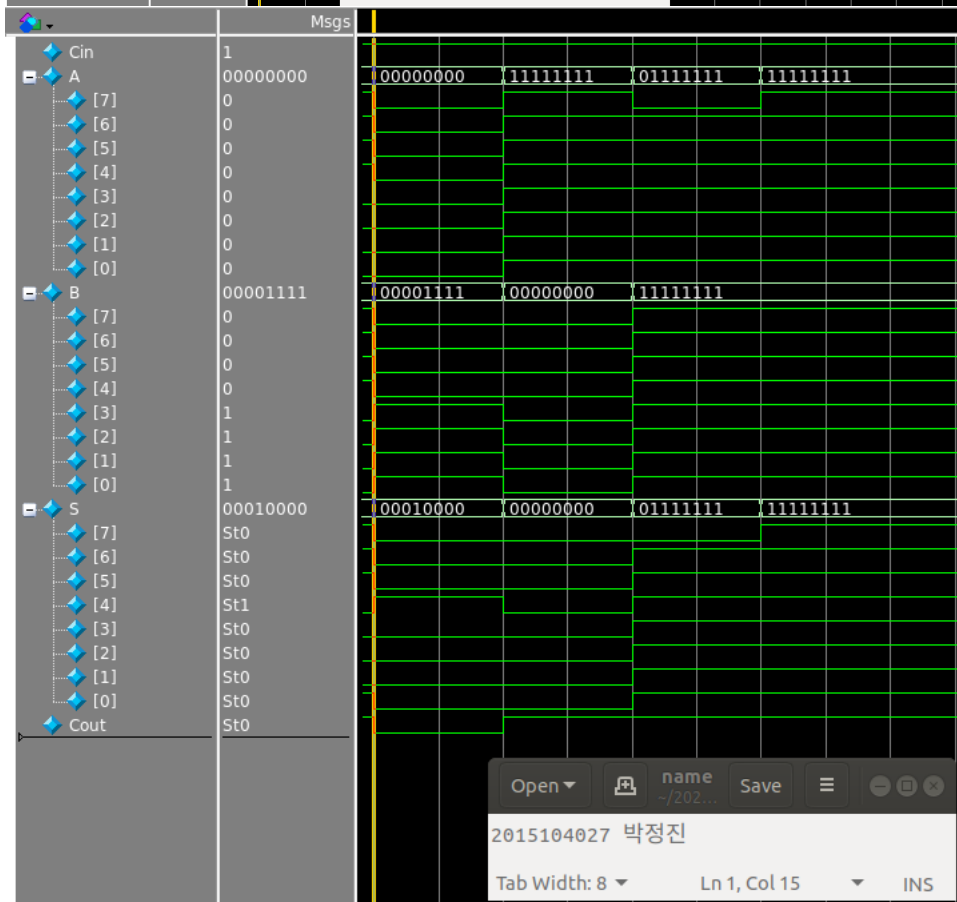 Msgs
Cin 1
A 00000000 00000000 11111111 01111111 11111111
[7] 0
[6] 0
[5] 0
[4] 0
[3] 0
[2] 0
[1] 0
[0] 0
B 00001111 00001111 00000000 11111111
[7] 0
[6] 0
[5] 0
[4] 0
[3] 1
[2] 1
[1] 1
[0] 1
S 00010000 00010000 00000000 01111111 11111111
[7] St0
[6] St0
[5] St0
[4] St1
[3] St0
[2] St0
[1] St0
[0] St0
Cout St0
Open name Save
~/202...
2015104027 박정진
Tab Width: 8 Ln 1, Col 15 INS